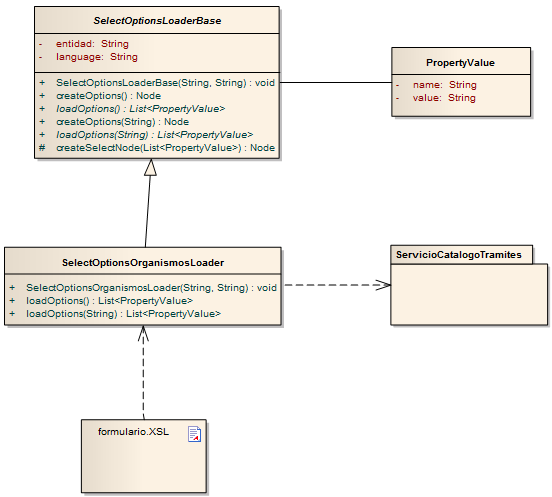 SelectOptionsLoaderBase
- entidad: String
- language: String
+ SelectOptionsLoaderBase(String, String) : void
+ createOptions() : Node
+ loadOptions() : List<PropertyValue>
+ createOptions(String) : Node
+ loadOptions(String) : List<PropertyValue>
# createSelectNode(List<PropertyValue>) : Node
PropertyValue
- name: String
- value: String
SelectOptionsOrganismosLoader
+ SelectOptionsOrganismosLoader(String, String) : void
+ loadOptions() : List<PropertyValue>
+ loadOptions(String) : List<PropertyValue>
ServicioCatalogoTramites
formulario.XSL